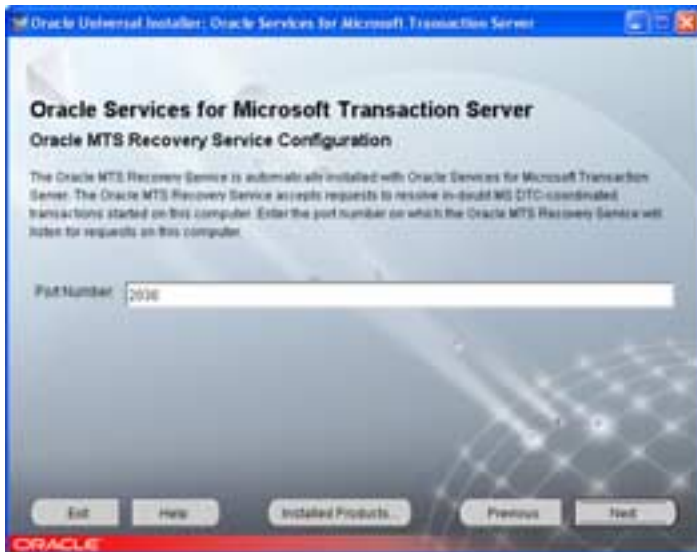 Oracle Universal Installer: Oracle Services for Microsoft Transaction Server
Oracle Services for Microsoft Transaction Server
Oracle MTS Recovery Service Configuration
The Oracle MTS Recovery Service is automatically installed with Oracle Services for Microsoft Transaction
Server. The Oracle MTS Recovery Service accepts requests to resolve in-doubt MS DTC-coordinated
transactions started on this computer. Enter the port number on which the Oracle MTS Recovery Service will
listen for requests on this computer.
Port Number: 2030
Exit Help Installed Products... Previous Next
ORACLE